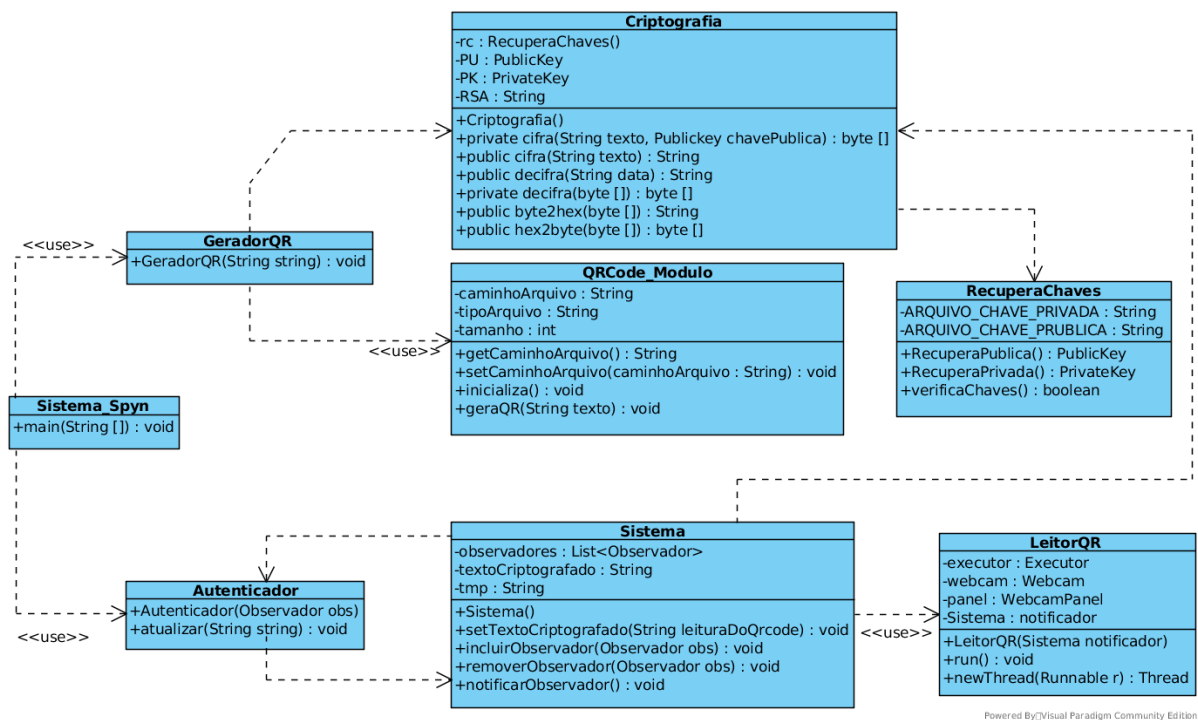 Criptografia
-rc : RecuperaChaves()
-PU : PublicKey
-PK : PrivateKey
-RSA : String
+Criptografia()
+private cifra(String texto, Publickey chavePublica) : byte []
+public cifra(String texto) : String
+public decifra(String data) : String
+private decifra(byte []) : byte []
+public byte2hex(byte []) : String
+public hex2byte(byte []) : byte []
<<use>>
GeradorQR
+GeradorQR(String string) : void
QRCode_Modulo
-caminhoArquivo : String
-tipoArquivo : String
-tamanho : int
+getCaminhoArquivo() : String
+setCaminhoArquivo(caminhoArquivo : String) : void
+inicializa() : void
+geraQR(String texto) : void
<<use>>
RecuperaChaves
-ARQUIVO_CHAVE_PRIVADA : String
-ARQUIVO_CHAVE_PRUBLICA : String
+RecuperaPublica() : PublicKey
+RecuperaPrivada() : PrivateKey
+verificaChaves() : boolean
Sistema_Spyn
+main(String []) : void
Sistema
-observadores : List<Observador>
-textoCriptografado : String
-tmp : String
+Sistema()
+setTextoCriptografado(String leituraDoQrcode) : void
+incluirObservador(Observador obs) : void
+removerObservador(Observador obs) : void
+notificarObservador() : void
LeitorQR
-executor : Executor
-webcam : Webcam
-panel : WebcamPanel
-Sistema : notificador
+LeitorQR(Sistema notificador)
+run() : void
+newThread(Runnable r) : Thread
Autenticador
+Autenticador(Observador obs)
+atualizar(String string) : void
<<use>>
<<use>>
Powered By Visual Paradigm Community Edition